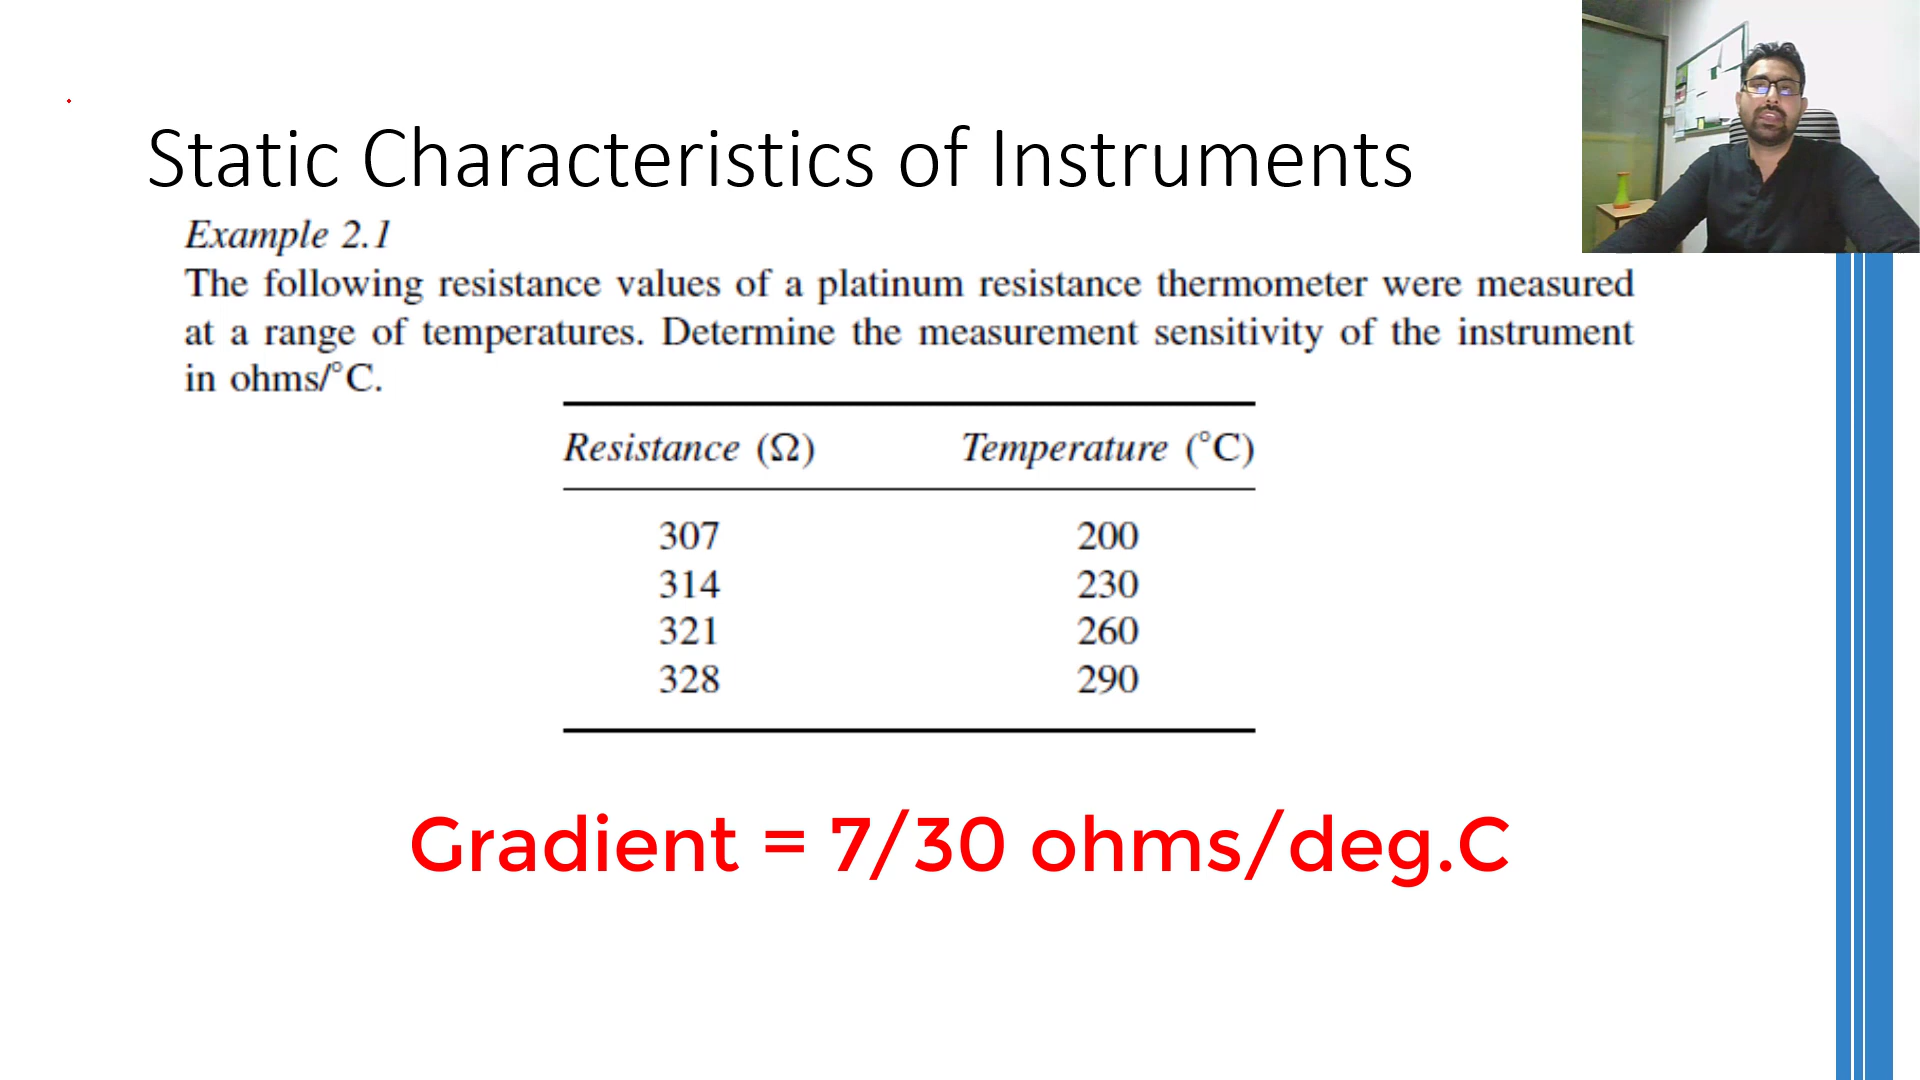 Static Characteristics of Instruments
Example 2.1
The following resistance values of a platinum resistance thermometer were measured
at a range of temperatures. Determine the measurement sensitivity of the instrument
in ohms/°C.
Resistance (Ω) Temperature (°C)
307 200
314 230
321 260
328 290
Gradient = 7/30 ohms/deg.C